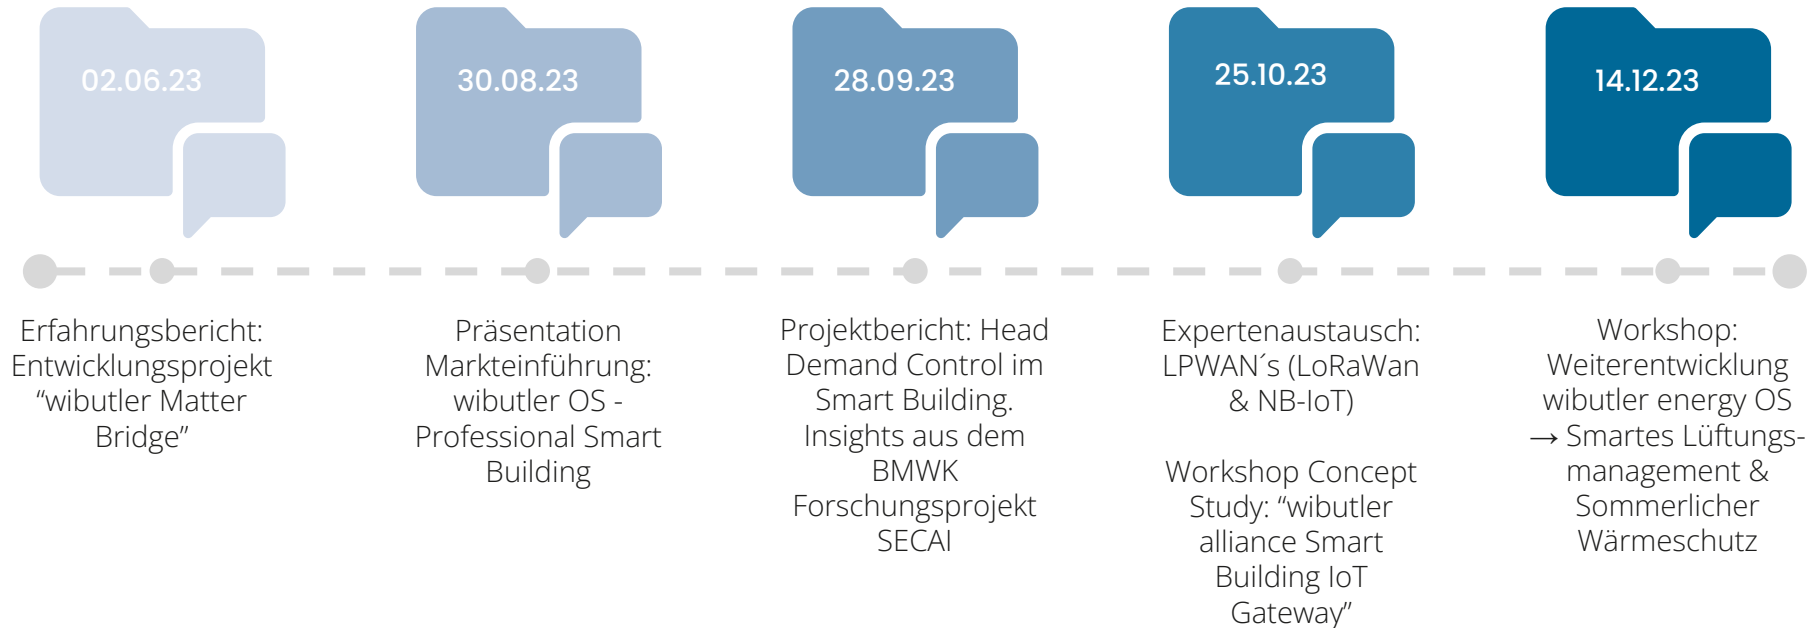 02.06.23
30.08.23
28.09.23
25.10.23
14.12.23
Erfahrungsbericht:
Entwicklungsprojekt
“wibutler Matter
Bridge”
Präsentation
Markteinführung:
wibutler OS -
Professional Smart
Building
Projektbericht: Head
Demand Control im
Smart Building.
Insights aus dem
BMWK
Forschungsprojekt
SECAI
Expertenaustausch:
LPWAN´s (LoRaWan
& NB-IoT)
Workshop Concept
Study: “wibutler
alliance Smart
Building IoT
Gateway”
Workshop:
Weiterentwicklung
wibutler energy OS
→ Smartes Lüftungs-
management &
Sommerlicher
Wärmeschutz